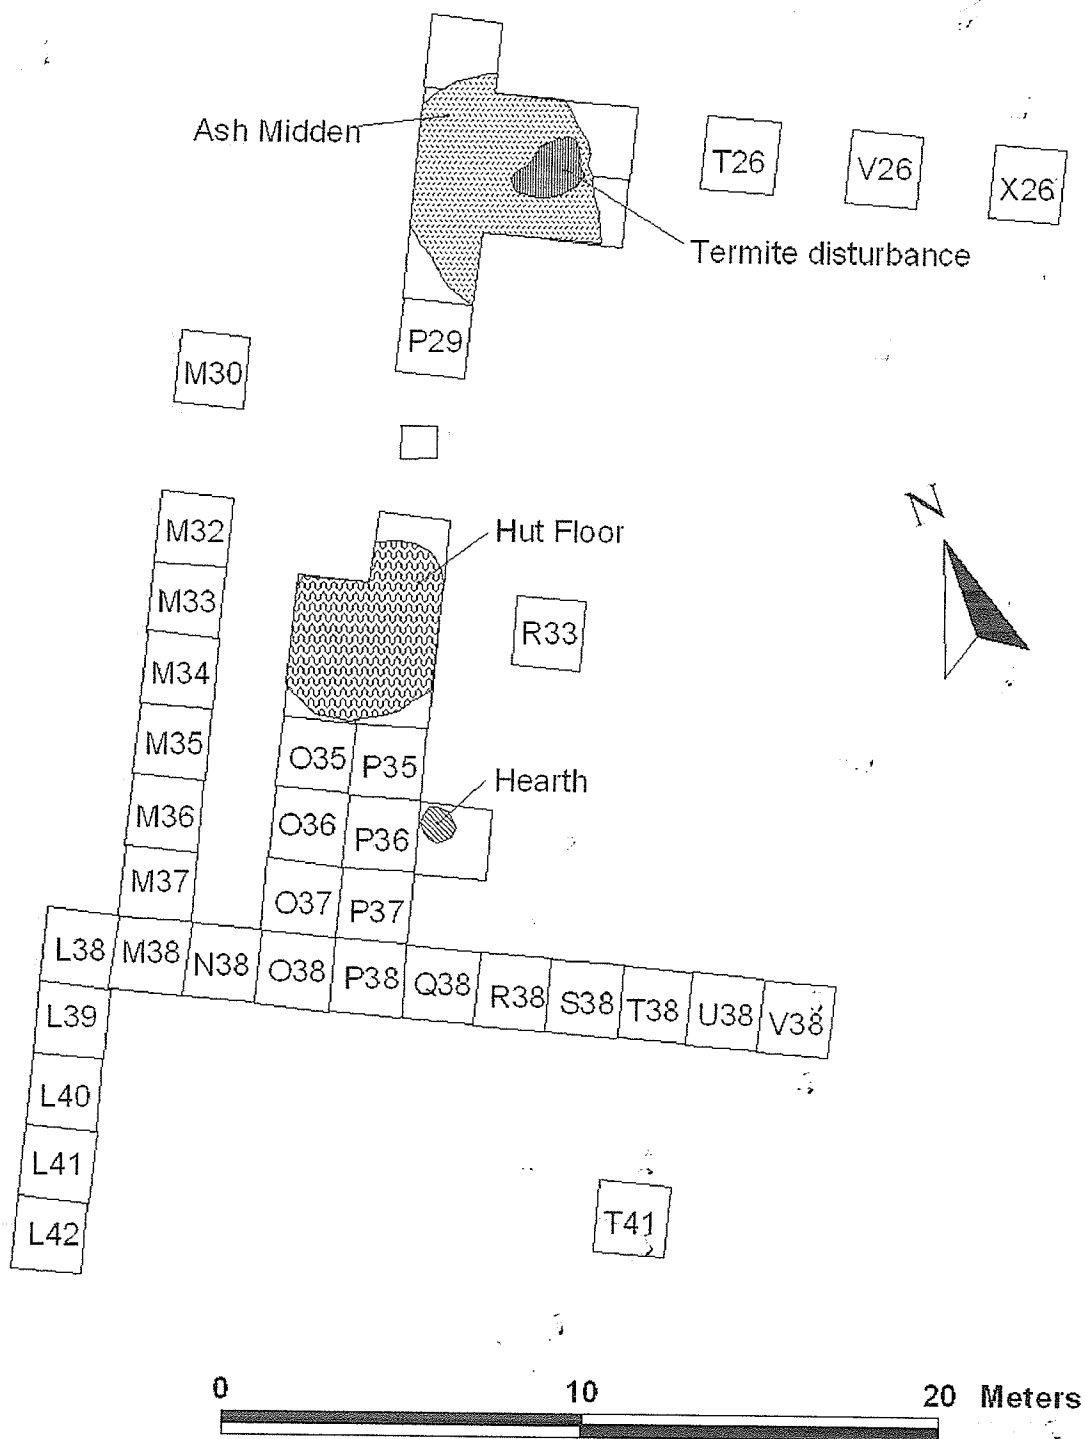 Ash Midden
T26
V26
X26
Termite disturbance
P29
M30
N
M32
Hut Floor
M33
R33
M34
M35
O35
P35
Hearth
M36
O36
P36
M37
O37
P37
L38
M38
N38
O38
P38
Q38
R38
S38
T38
U38
V38
L39
L40
L41
L42
T41
0 10 20 Meters